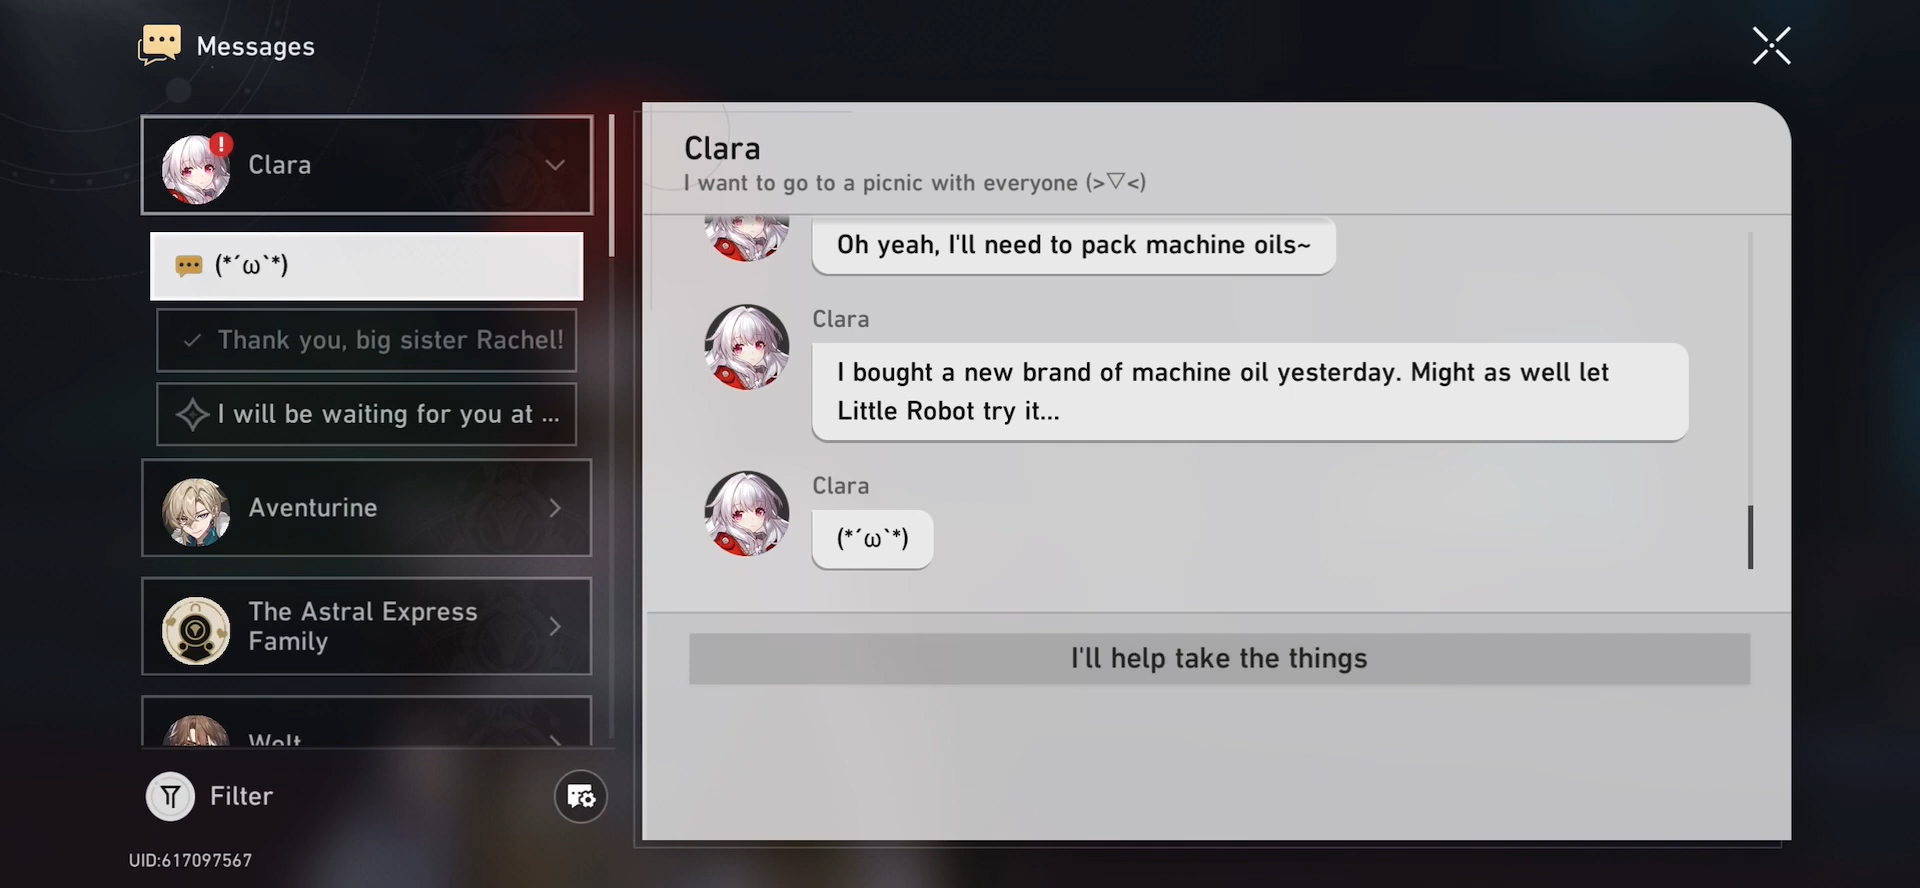 Messages
Clara
(*´ω`*)
Thank you, big sister Rachel!
I will be waiting for you at ...
Aventurine
The Astral Express
Family
Welt
Filter
UID:617097567
Clara
I want to go to a picnic with everyone (>▽<)
Oh yeah, I'll need to pack machine oils~
Clara
I bought a new brand of machine oil yesterday. Might as well let
Little Robot try it...
Clara
(*´ω`*)
I'll help take the things